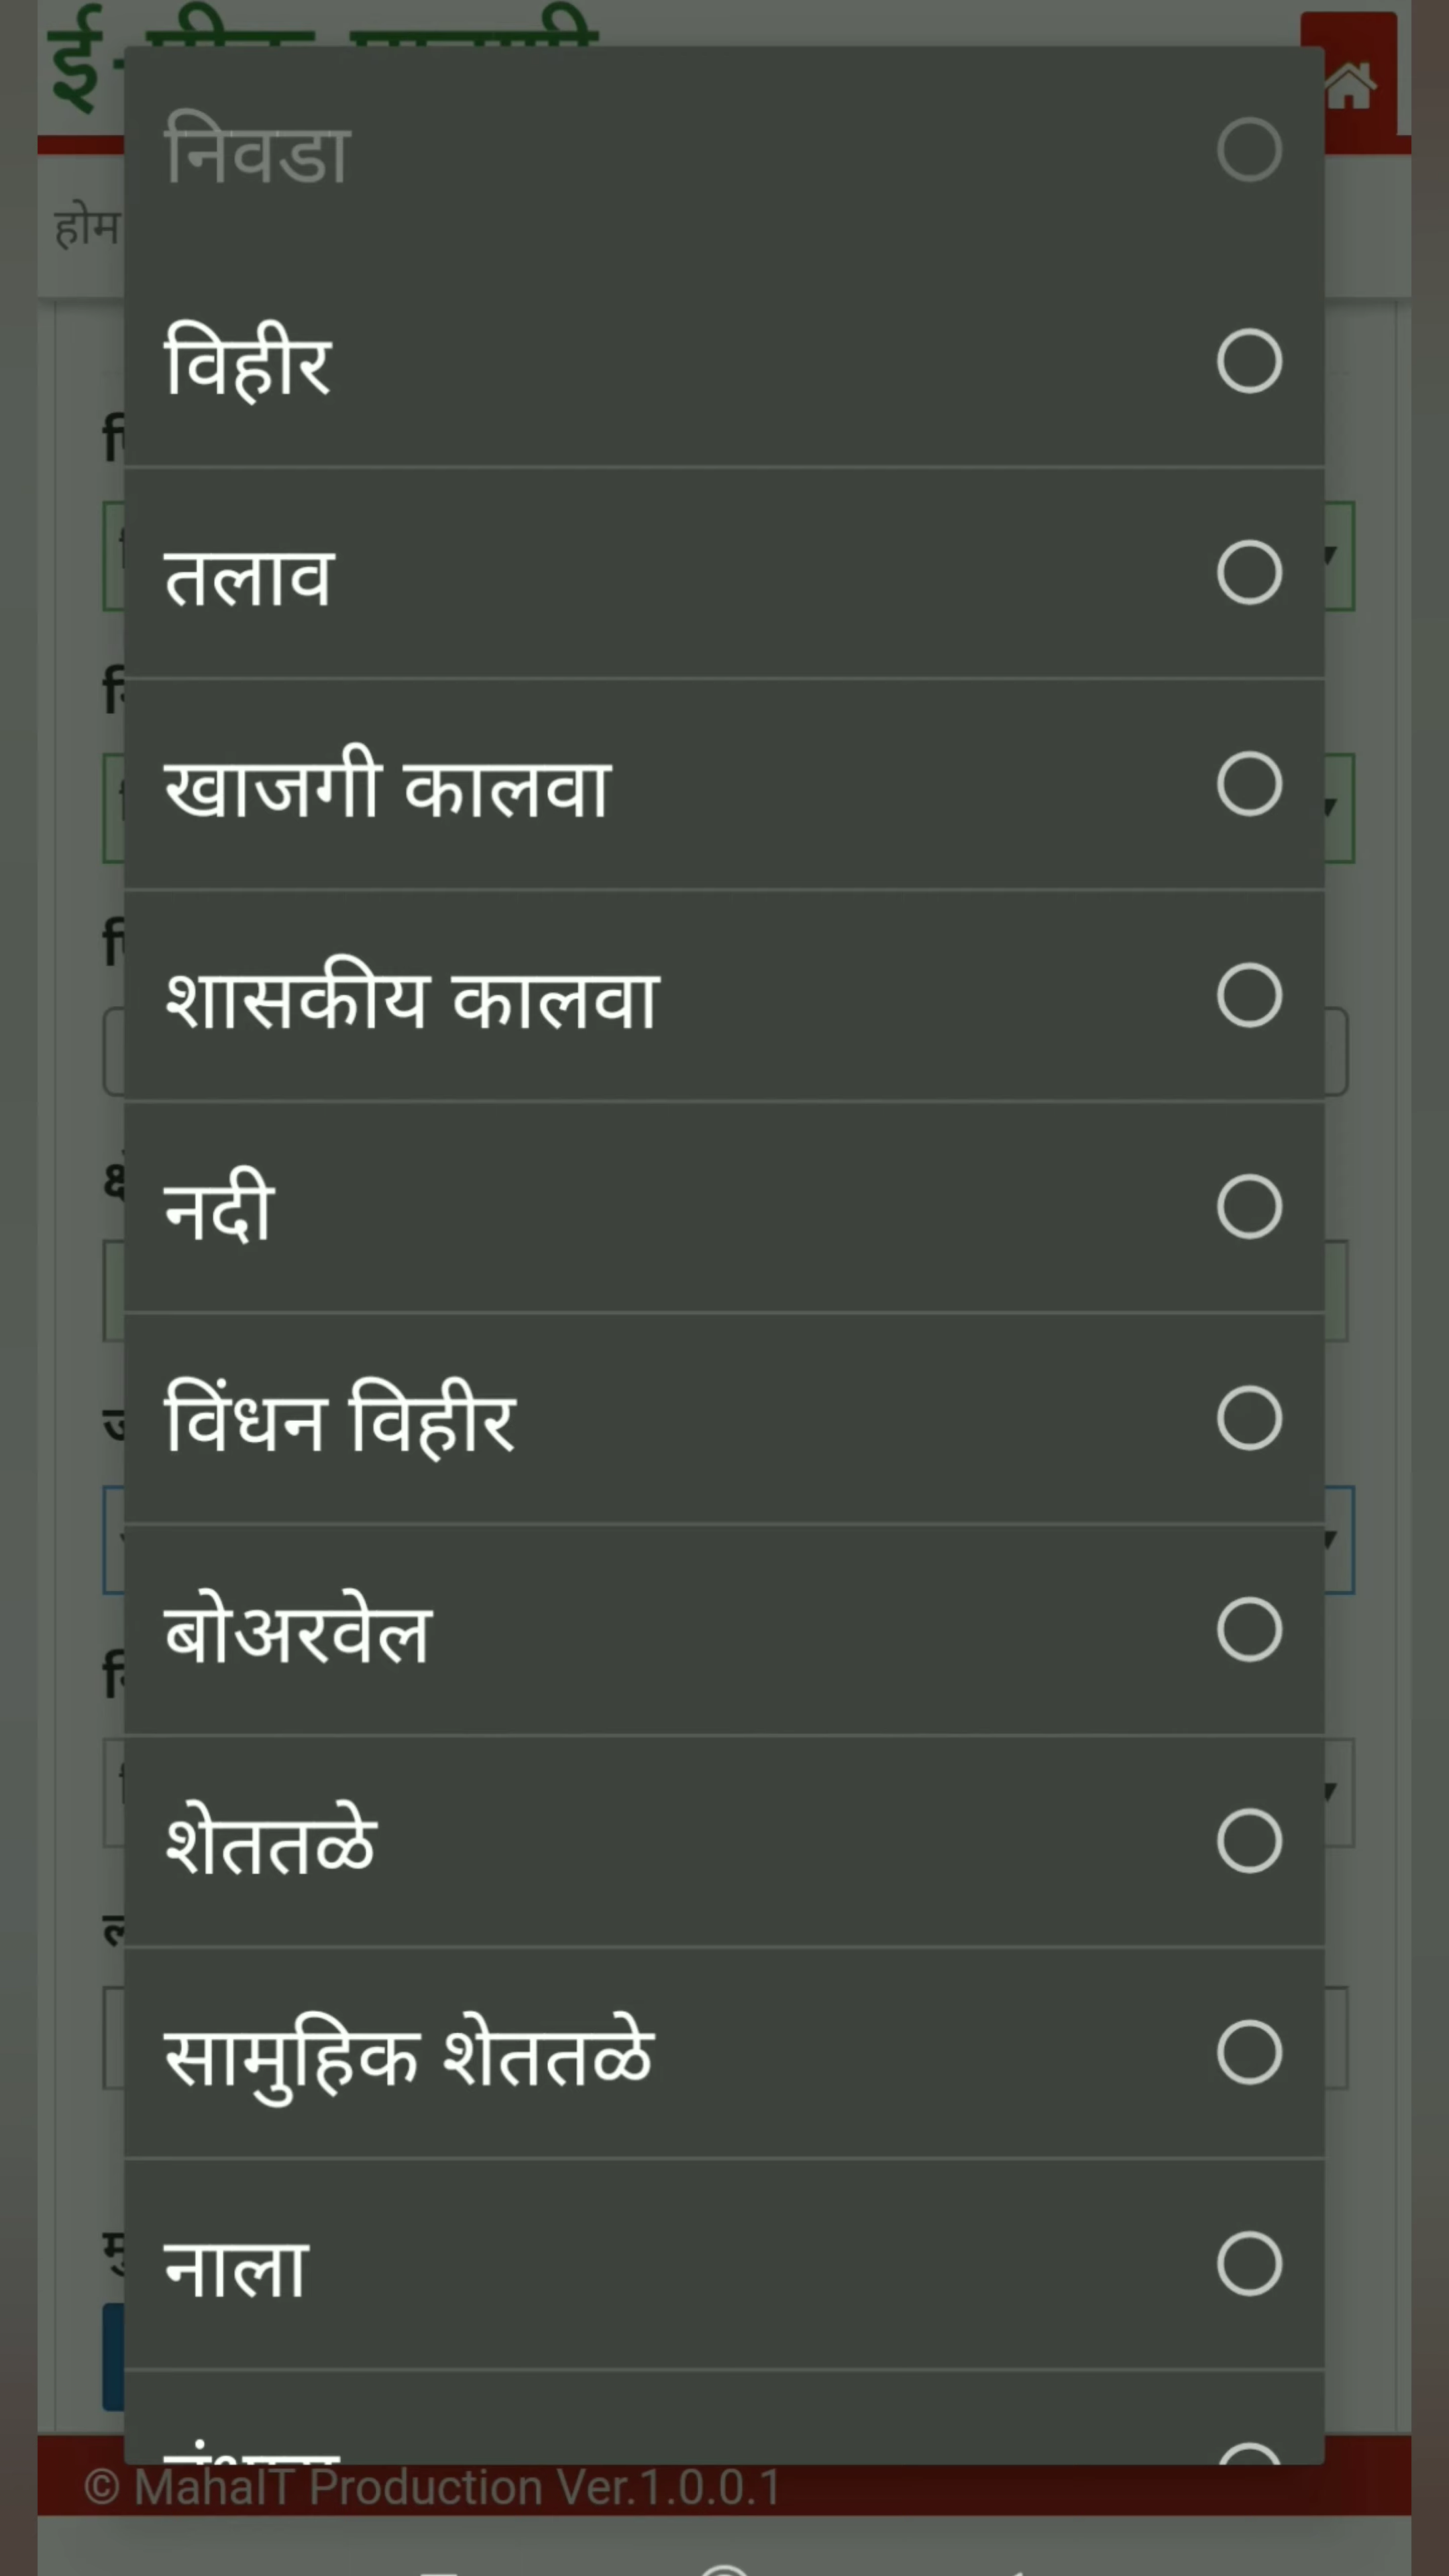 ई-
निवडा
होम
विहीर
तलाव
खाजगी कालवा
शासकीय कालवा
नदी
विंधन विहीर
बोअरवेल
शेततळे
सामुहिक शेततळे
नाला
© MahaIT Production Ver.1.0.0.1